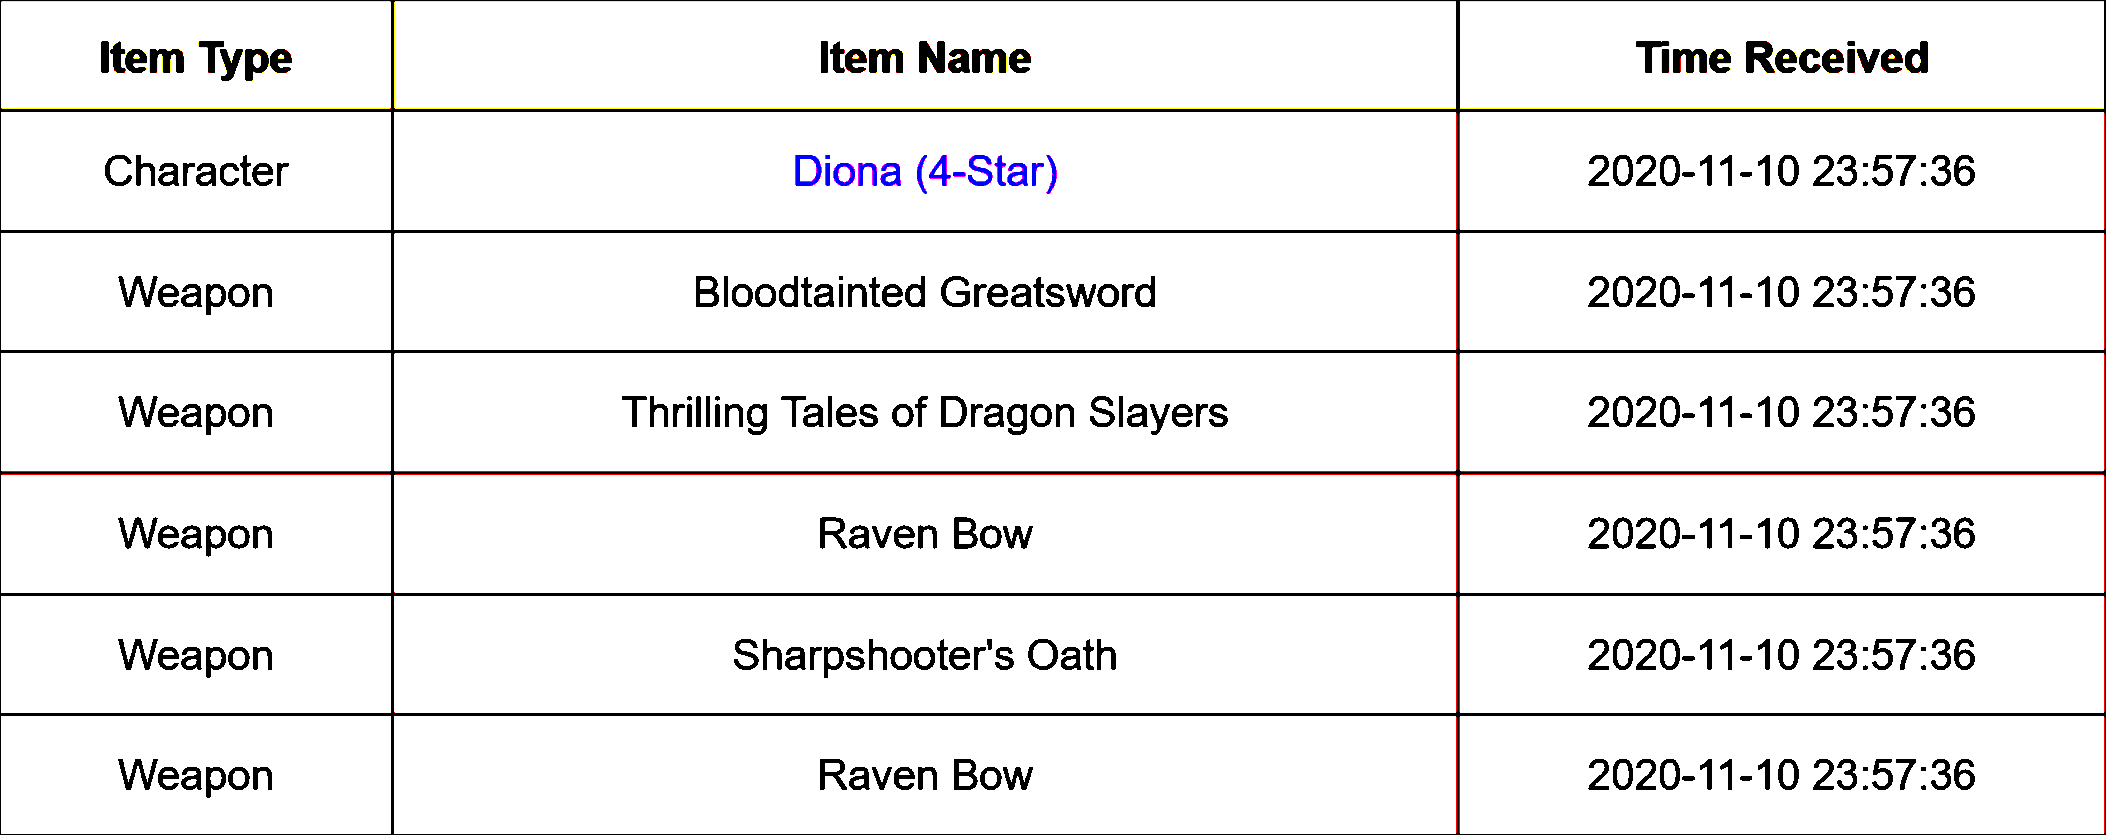 Item Type Item Name Time Received
Character Diona (4-Star) 2020-11-10 23:57:36
Weapon Bloodtainted Greatsword 2020-11-10 23:57:36
Weapon Thrilling Tales of Dragon Slayers 2020-11-10 23:57:36
Weapon Raven Bow 2020-11-10 23:57:36
Weapon Sharpshooter's Oath 2020-11-10 23:57:36
Weapon Raven Bow 2020-11-10 23:57:36